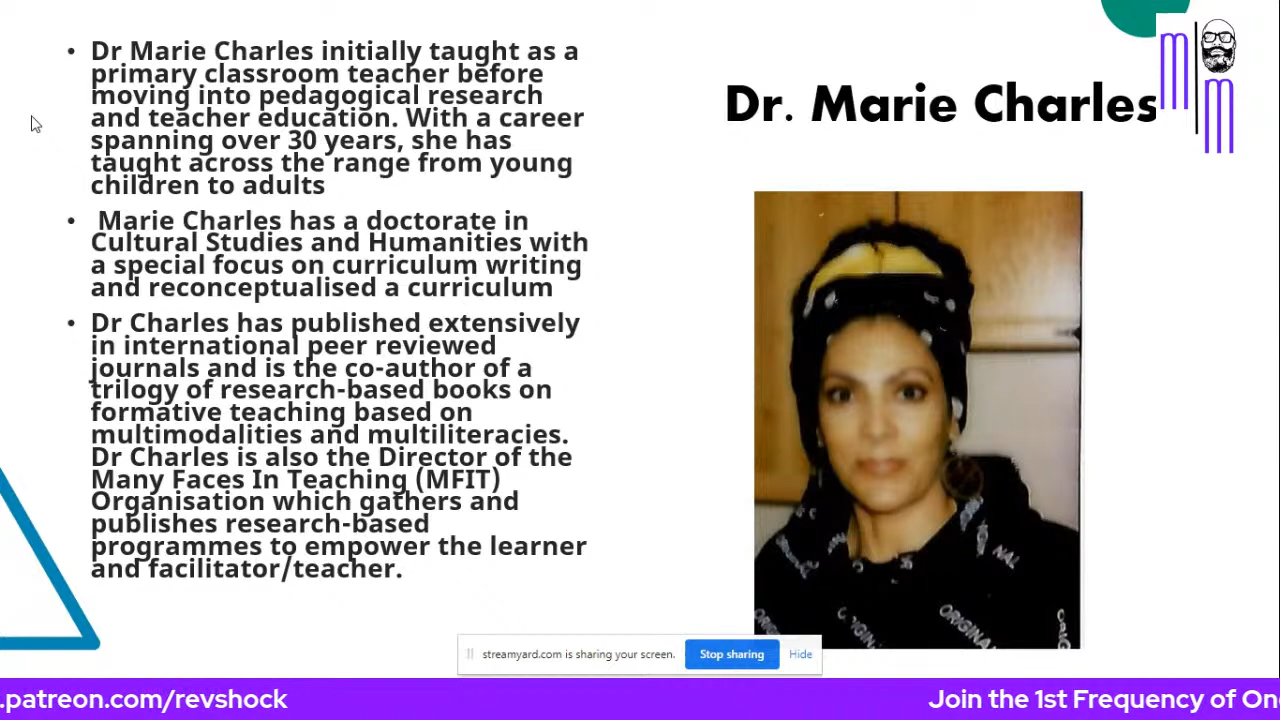 • Dr Marie Charles initially taught as a
primary classroom teacher before
moving into pedagogical research
and teacher education. With a career
spanning over 30 years, she has
taught across the range from young
children to adults
• Marie Charles has a doctorate in
Cultural Studies and Humanities with
a special focus on curriculum writing
and reconceptualised a curriculum
• Dr Charles has published extensively
in international peer reviewed
journals and is the co-author of a
trilogy of research-based books on
formative teaching based on
multimodalities and multiliteracies.
Dr Charles is also the Director of the
Many Faces In Teaching (MFIT)
Organisation which gathers and
publishes research-based
programmes to empower the learner
and facilitator/teacher.
Dr. Marie Charles
m
m
NAL
ORIGINAL
streamyard.com is sharing your screen.
Stop sharing
Hide
.patreon.com/revshock
Join the 1st Frequency of On